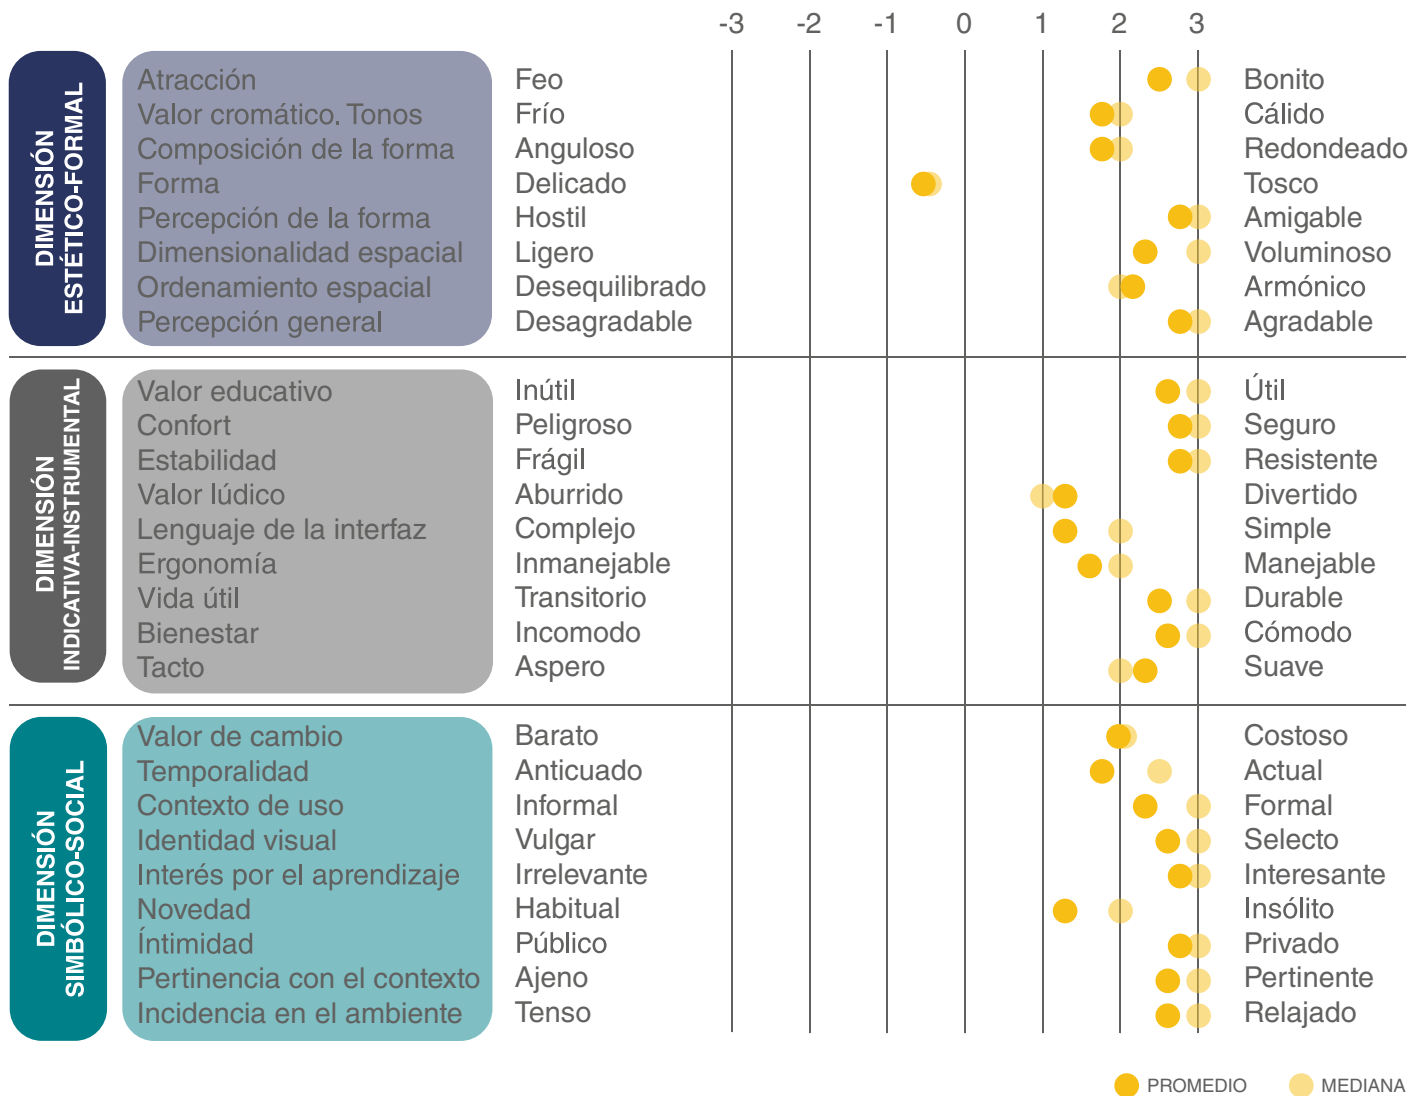 -3 -2 -1 0 1 2 3
DIMENSIÓN
ESTÉTICO-FORMAL
Atracción Feo Bonito
Valor cromático. Tonos Frío Cálido
Composición de la forma Anguloso Redondeado
Forma Delicado Tosco
Percepción de la forma Hostil Amigable
Dimensionalidad espacial Ligero Voluminoso
Ordenamiento espacial Desequilibrado Armónico
Percepción general Desagradable Agradable
DIMENSIÓN
INDICATIVA-INSTRUMENTAL
Valor educativo Inútil Útil
Confort Peligroso Seguro
Estabilidad Frágil Resistente
Valor lúdico Aburrido Divertido
Lenguaje de la interfaz Complejo Simple
Ergonomía Inmanejable Manejable
Vida útil Transitorio Durable
Bienestar Incomodo Cómodo
Tacto Aspero Suave
DIMENSIÓN
SIMBÓLICO-SOCIAL
Valor de cambio Barato Costoso
Temporalidad Anticuado Actual
Contexto de uso Informal Formal
Identidad visual Vulgar Selecto
Interés por el aprendizaje Irrelevante Interesante
Novedad Habitual Insólito
Íntimidad Público Privado
Pertinencia con el contexto Ajeno Pertinente
Incidencia en el ambiente Tenso Relajado
PROMEDIO MEDIANA